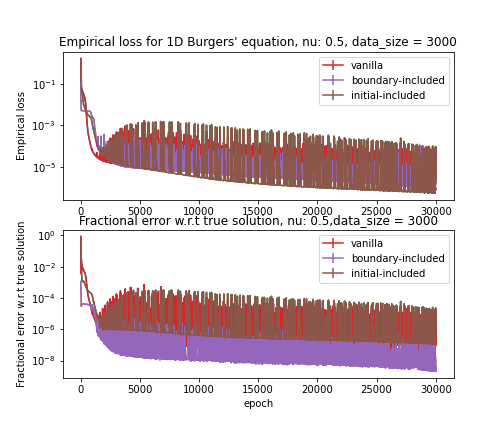 Empirical loss for 1D Burgers' equation, nu: 0.5, data_size = 3000
Empirical loss
10⁻¹
10⁻³
10⁻⁵
vanilla
boundary-included
initial-included
0
5000
10000
15000
20000
25000
30000
Fractional error w.r.t true solution, nu: 0.5,data_size = 3000
Fractional error w.r.t true solution
10⁰
10⁻²
10⁻⁴
10⁻⁶
10⁻⁸
vanilla
boundary-included
initial-included
0
5000
10000
15000
20000
25000
30000
epoch